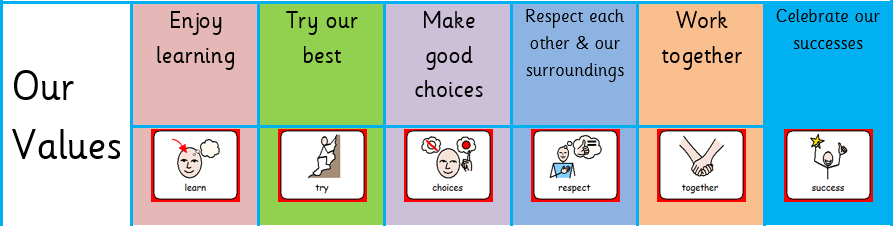 Our
Values
Enjoy
learning
Try our
best
Make
good
choices
Respect each
other & our
surroundings
Work
together
Celebrate our
successes
learn
try
choices
respect
together
success